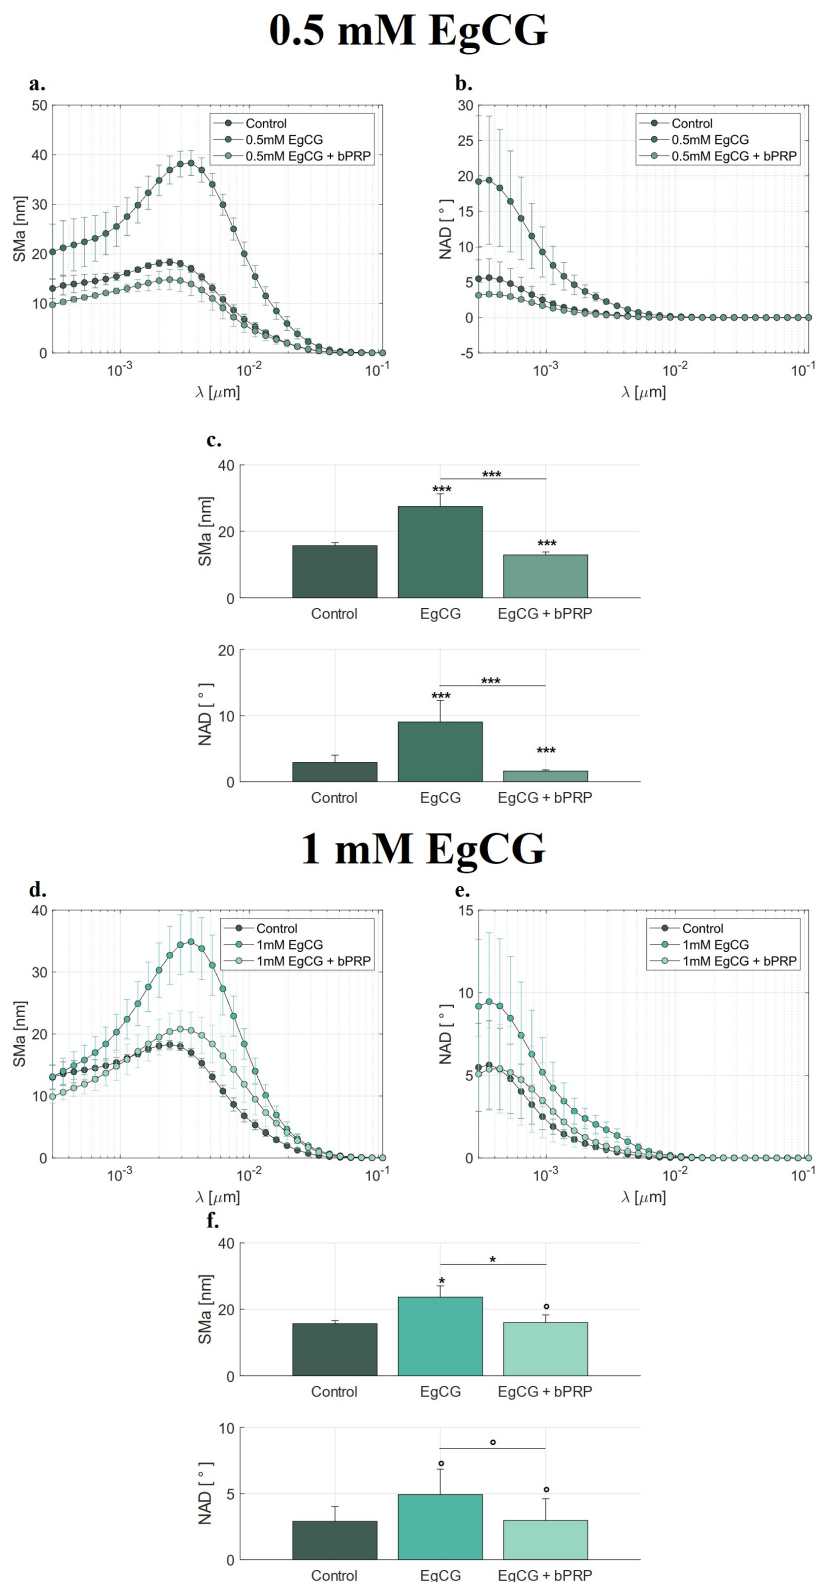 0.5 mM EgCG
a.
50
40
30
20
10
0
SMa [nm]
Control
0.5mM EgCG
0.5mM EgCG + bPRP
10-3
10-2
10-1
λ [μm]
b.
30
25
20
15
10
5
0
-5
NAD [ ° ]
Control
0.5mM EgCG
0.5mM EgCG + bPRP
10-3
10-2
10-1
λ [μm]
c.
40
20
0
SMa [nm]
***
***
***
Control
EgCG
EgCG + bPRP
20
10
0
NAD [ ° ]
***
***
***
Control
EgCG
EgCG + bPRP
1 mM EgCG
d.
40
30
20
10
0
SMa [nm]
Control
1mM EgCG
1mM EgCG + bPRP
10-3
10-2
10-1
λ [μm]
e.
15
10
5
0
NAD [ ° ]
Control
1mM EgCG
1mM EgCG + bPRP
10-3
10-2
10-1
λ [μm]
f.
40
20
0
SMa [nm]
*
*
°
Control
EgCG
EgCG + bPRP
10
5
0
NAD [ ° ]
°
°
°
Control
EgCG
EgCG + bPRP